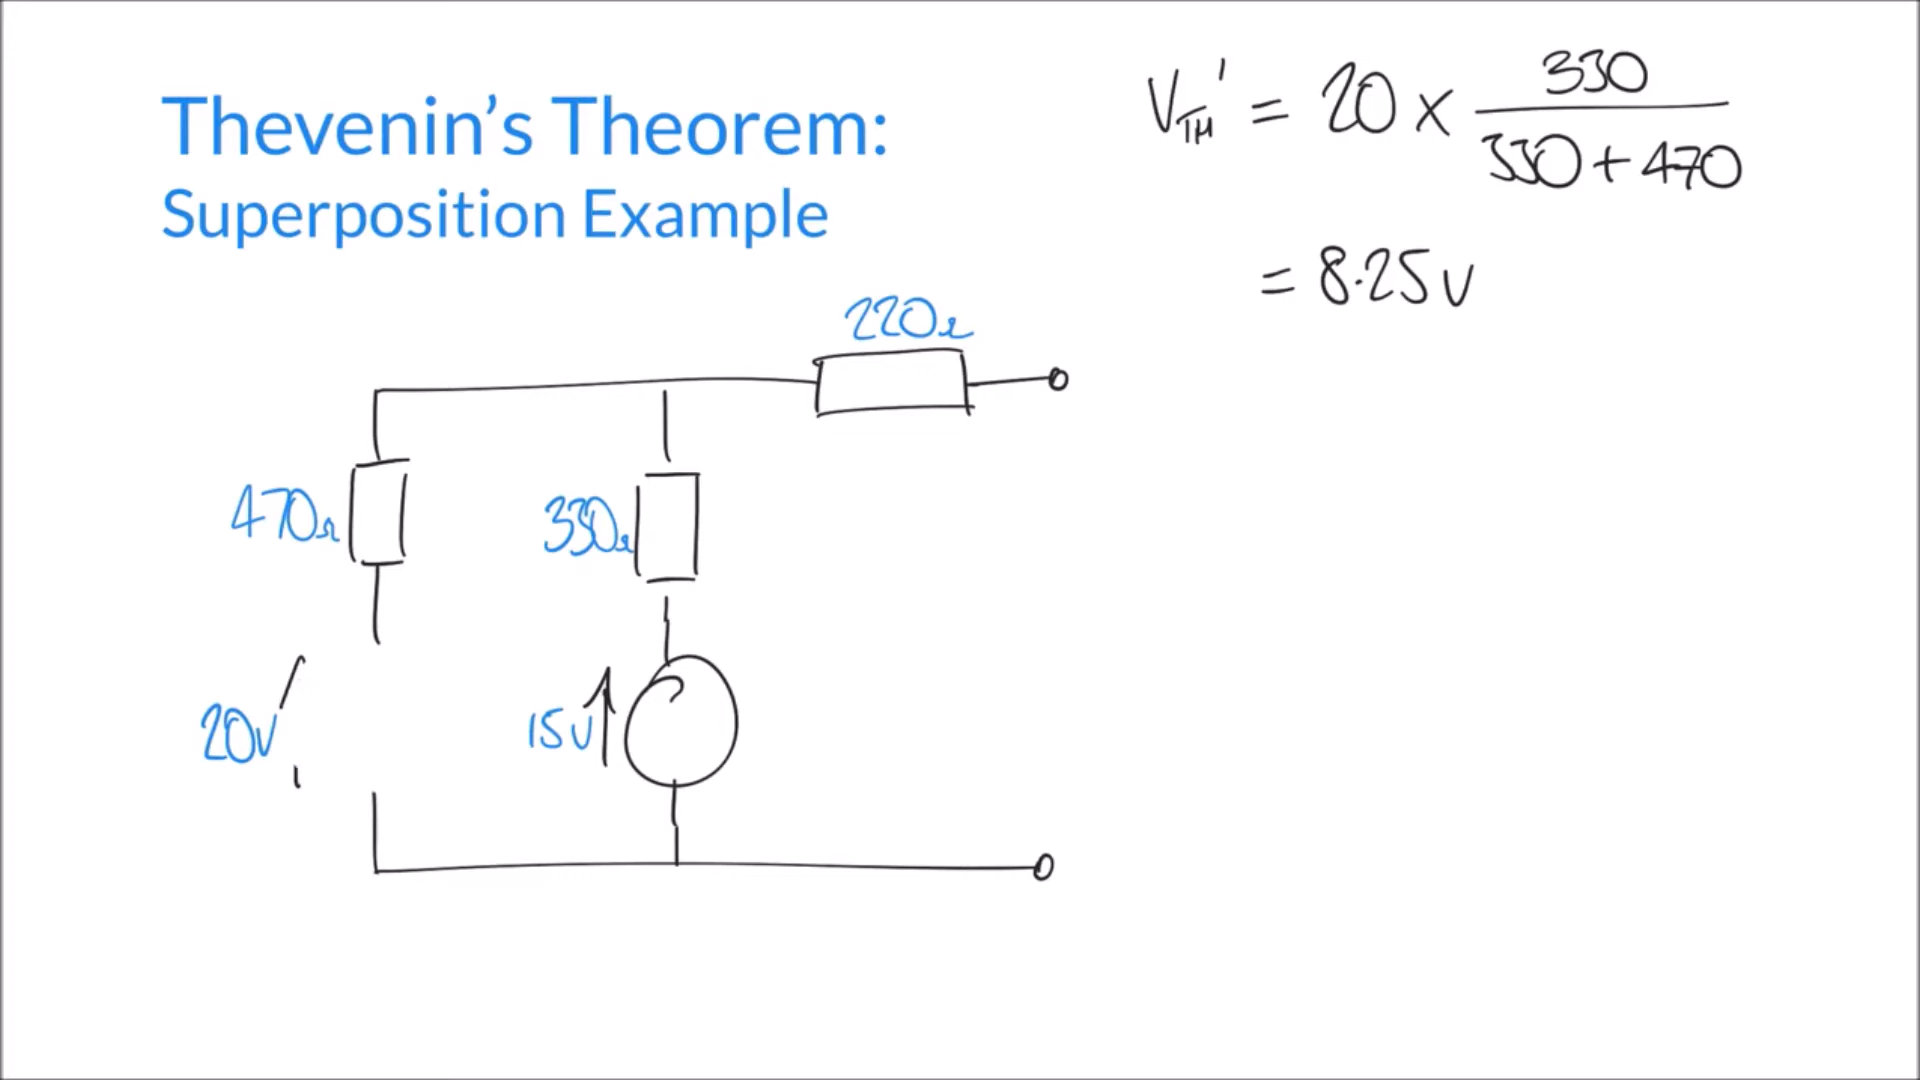 Thevenin's Theorem:
Superposition Example
V_TH' = 20 × 330 / 330 + 470
= 8.25 V
220Ω
470Ω
330Ω
20V
15V